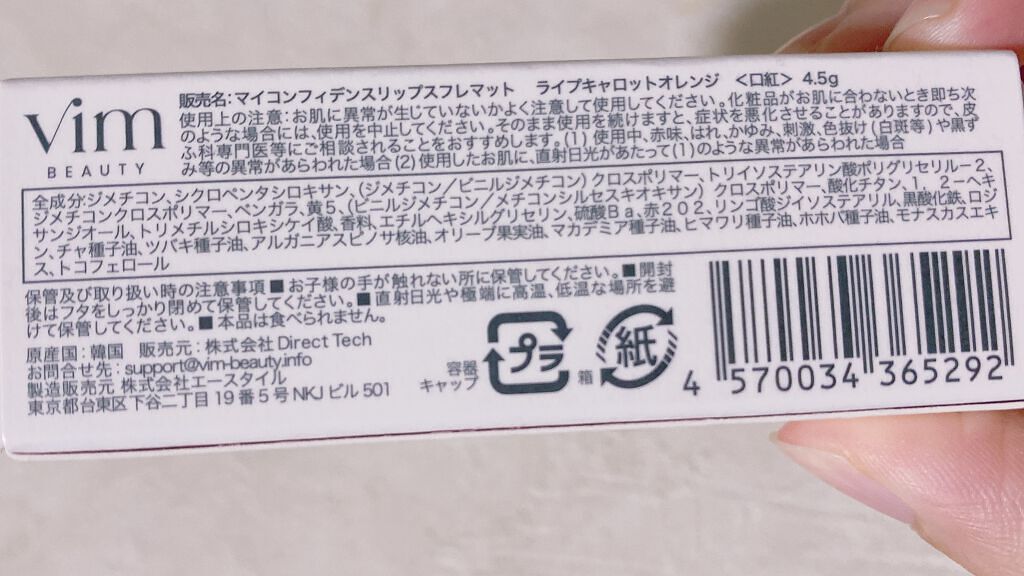 vim
BEAUTY
販売名:マイコンフィデンスリップスフレマット　ライブキャロットオレンジ　<口紅> 4.5g
使用上の注意:お肌に異常が生じていないかよく注意して使用してください。化粧品がお肌に合わないとき即ち次
のような場合には、使用を中止してください。そのまま使用を続けますと、症状を悪化させることがありますので、皮
ふ科専門医等にご相談されることをおすすめします。(1)使用中、赤味、はれ、かゆみ、刺激、色抜け(白斑等)や黒ず
み等の異常があらわれた場合(2)使用したお肌に、直射日光があたって(1)のような異常があらわれた場合
全成分:ジメチコン、シクロペンタシロキサン、(ジメチコン/ビニルジメチコン)クロスポリマー、トリイソステアリン酸ポリグリセリル-2、
ジメチコンクロスポリマー、ベンガラ、黄5、(ビニルジメチコン/メチコンシルセスキオキサン)クロスポリマー、酸化チタン、1,2-ヘキ
サンジオール、トリメチルシロキシケイ酸、香料、エチルヘキシルグリセリン、硫酸Ba、赤202、リンゴ酸ジイソステアリル、黒酸化鉄、ロジ
ン、チャ種子油、ツバキ種子油、アルガニアスピノサ核油、オリーブ果実油、マカデミア種子油、ヒマワリ種子油、ホホバ種子油、モナスカスエキ
ス、トコフェロール
保管及び取り扱い時の注意事項 ■お子様の手が触れない所に保管してください。■開封
後はフタをしっかり閉めて保管してください。■直射日光や極端に高温、低温な場所を避
けて保管してください。■本品は食べられません。
原産国:韓国　販売元:株式会社 Direct Tech
お問合せ先:support@vim-beauty.info
製造販売元 株式会社エースタイル
東京都台東区下谷二丁目19番5号NKJビル501
容器
キャップ
プラ
箱
紙
4 570034 365292